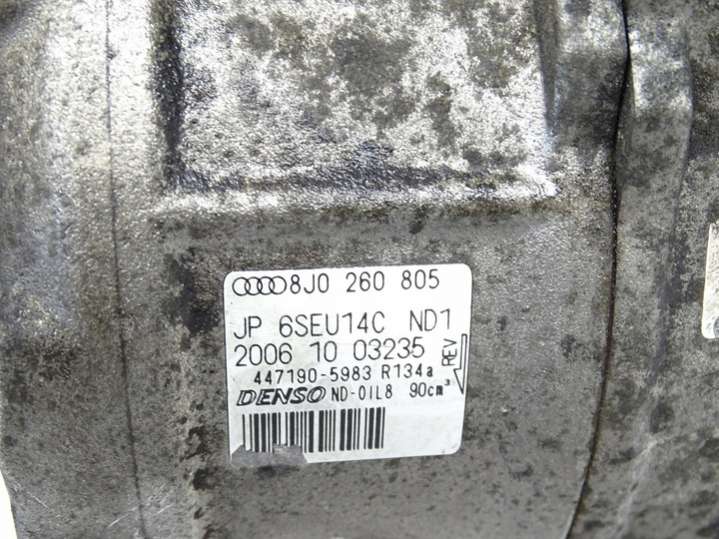 8J0 260 805
JP 6SEU14C ND1
2006 10 03235
REV
447190-5983 R134a
DENSO ND-OIL8 90cm³